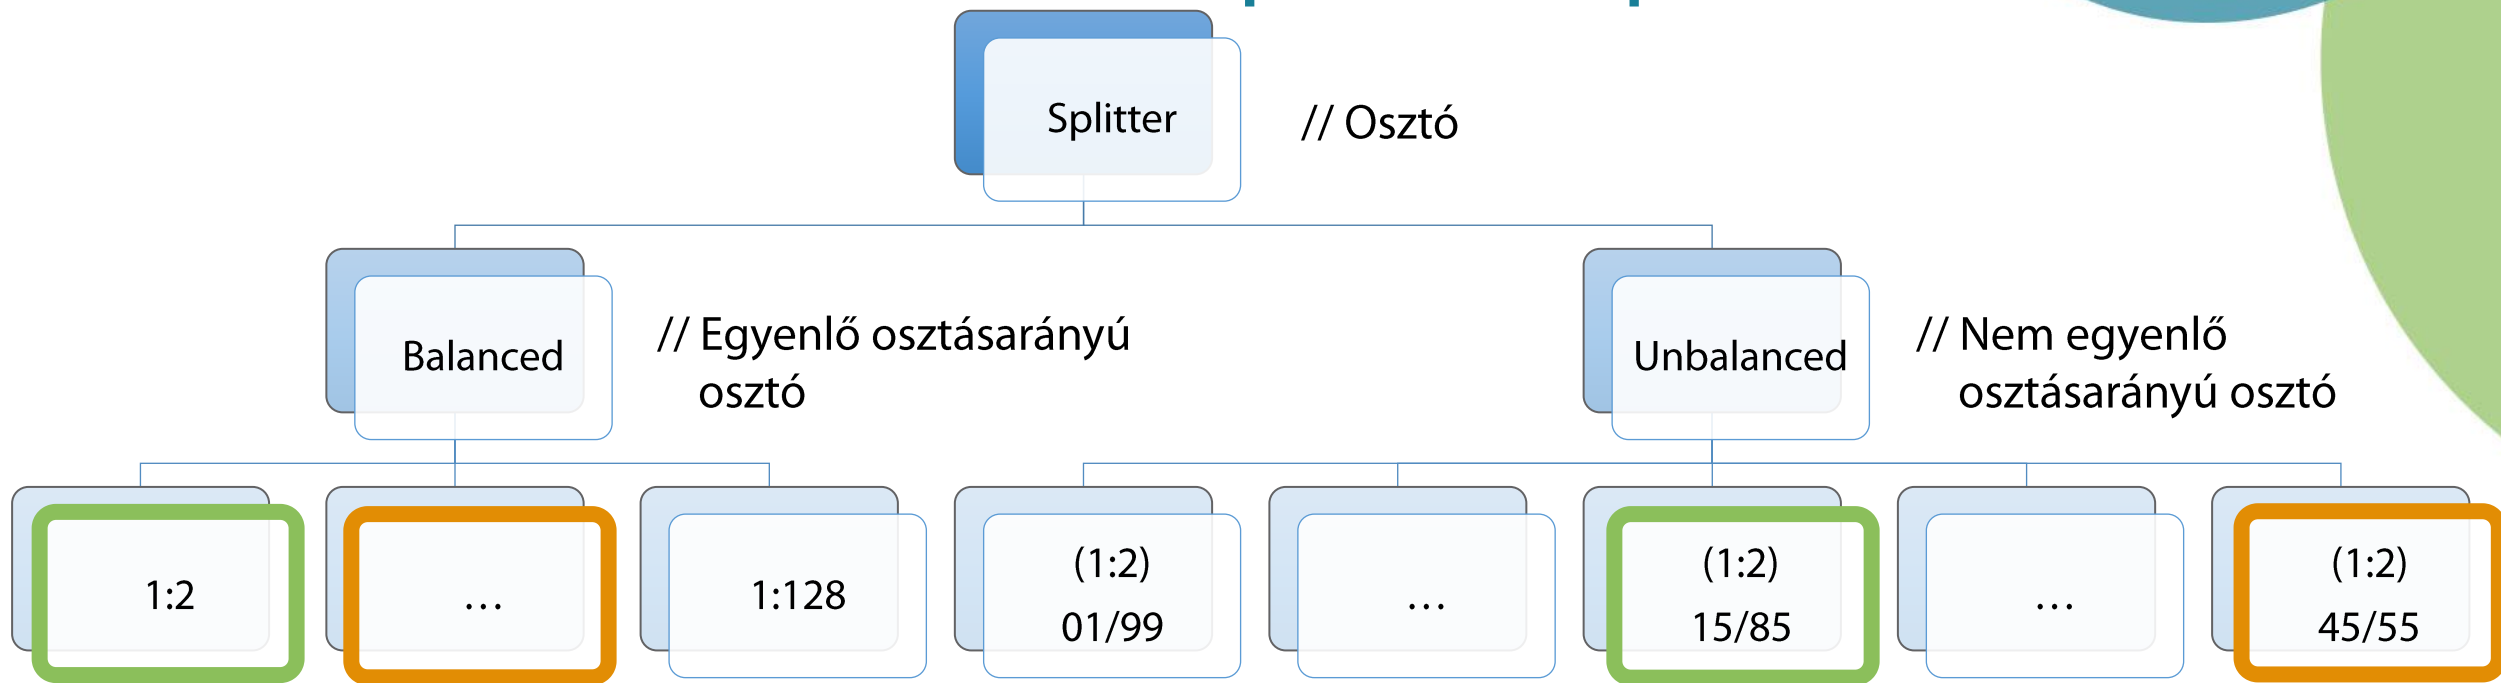 Splitter
// Osztó
Balanced
// Egyenlő osztásarányú
osztó
Unbalanced
// Nem egyenlő
osztásarányú osztó
1:2
...
1:128
(1:2)
01/99
...
(1:2)
15/85
...
(1:2)
45/55